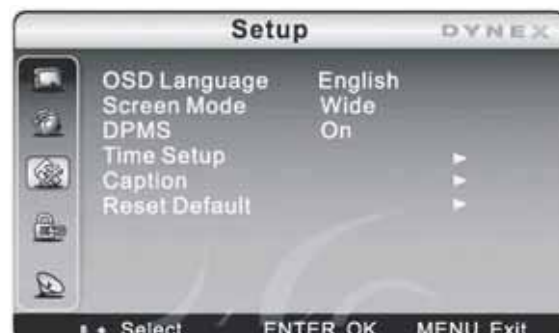 Setup DYNEX
OSD Language English
Screen Mode Wide
DPMS On
Time Setup
Caption
Reset Default
Select ENTER OK MENU Exit